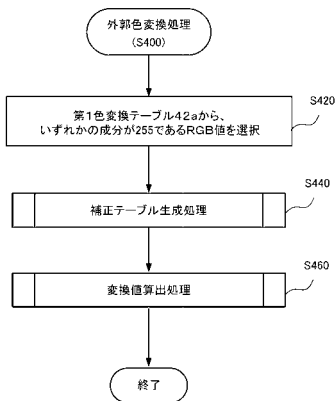 外郭色変換処理
(S400)
S420
第1色変換テーブル42aから、
いずれかの成分が255であるRGB値を選択
S440
補正テーブル生成処理
S460
変換値算出処理
終了